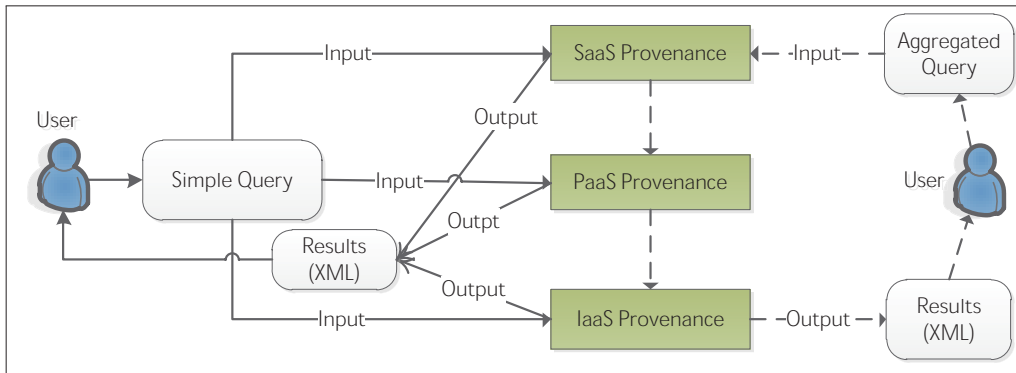 Input
SaaS Provenance
Input
Aggregated
Query
User
Output
Simple Query
Input
PaaS Provenance
User
Outpt
Results
(XML)
Output
Input
IaaS Provenance
Output
Results
(XML)